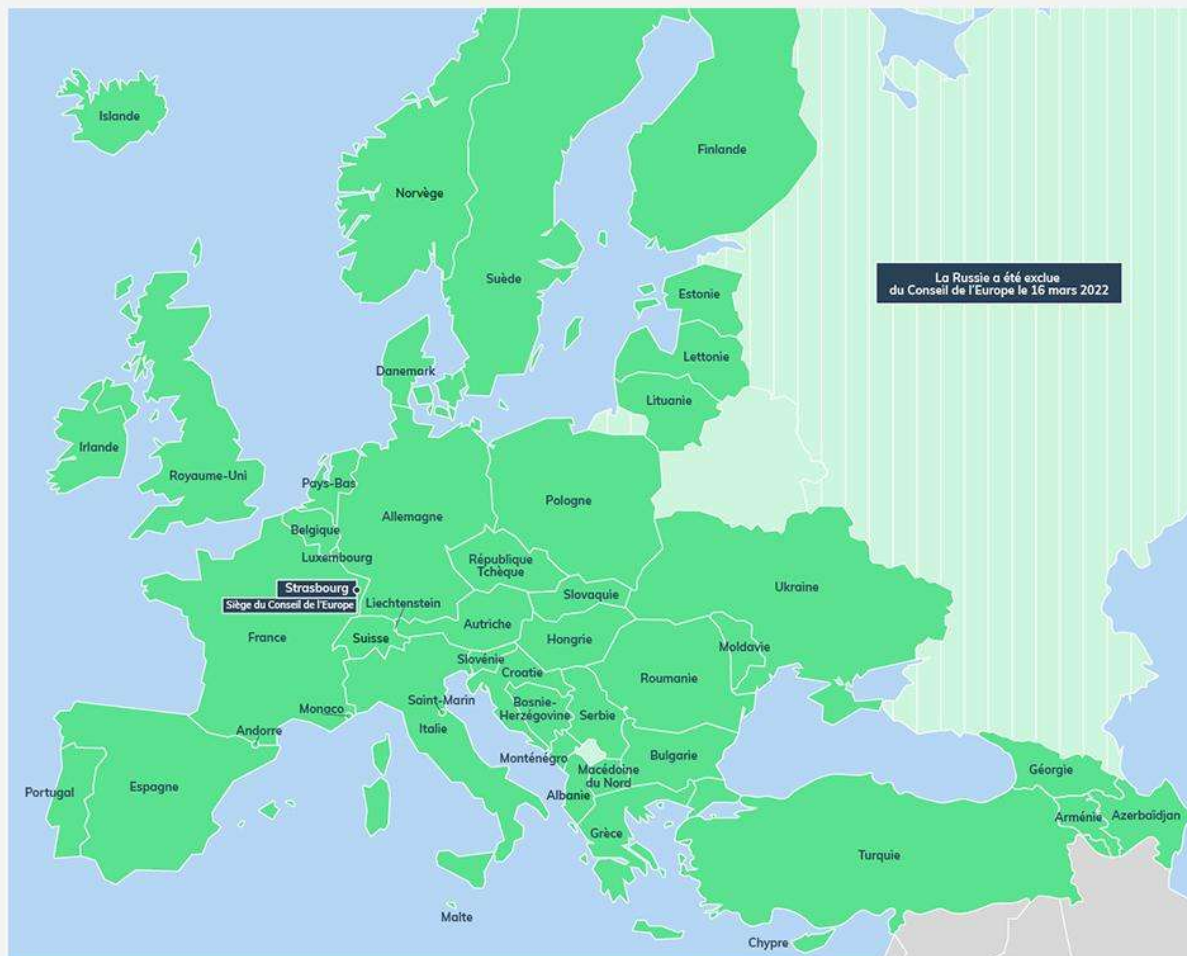 Islande
Finlande
Norvège
Suède
La Russie a été exclue
du Conseil de l'Europe le 16 mars 2022
Estonie
Lettonie
Danemark
Lituanie
Irlande
Royaume-Uni
Pays-Bas
Pologne
Allemagne
Belgique
Luxembourg
République
Tchèque
Ukraine
Strasbourg
Siège du Conseil de l'Europe
Slovaquie
Liechtenstein
Autriche
France
Suisse
Hongrie
Moldavie
Slovénie
Croatie
Roumanie
Saint-Marin
Bosnie-
Herzégovine
Monaco
Serbie
Italie
Andorre
Monténégro
Bulgarie
Macédoine
du Nord
Géorgie
Portugal
Espagne
Albanie
Arménie
Azerbaïdjan
Grèce
Turquie
Malte
Chypre